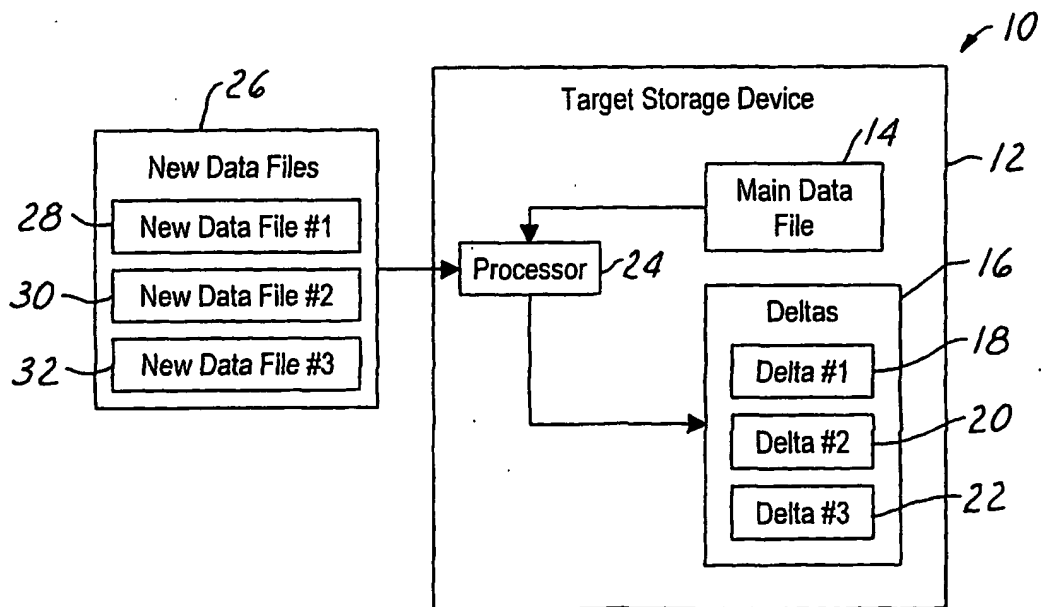 10
26
Target Storage Device
14
12
New Data Files
Main Data
File
28
New Data File #1
Processor
24
16
30
New Data File #2
Deltas
18
32
New Data File #3
Delta #1
20
Delta #2
22
Delta #3